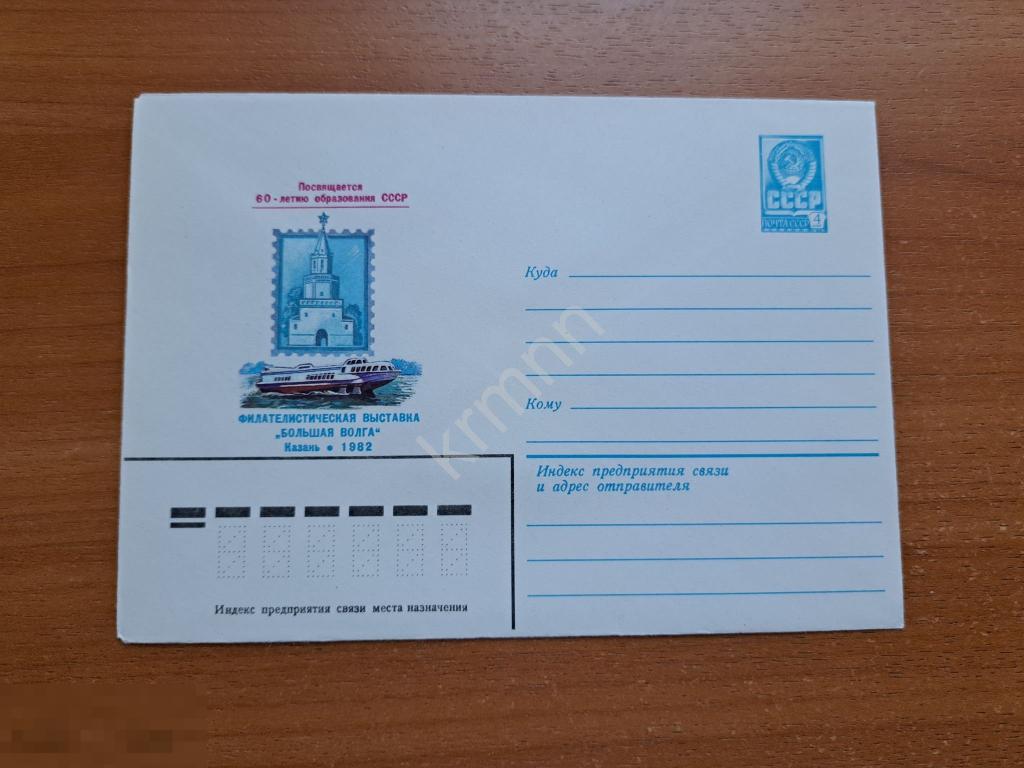 Посвящается
60-летию образования СССР
ФИЛАТЕЛИСТИЧЕСКАЯ ВЫСТАВКА
„БОЛЬШАЯ ВОЛГА“
Казань • 1982
СССР
ПОЧТА СССР 4
Куда
Кому
Индекс предприятия связи
и адрес отправителя
Индекс предприятия связи места назначения
krmnn